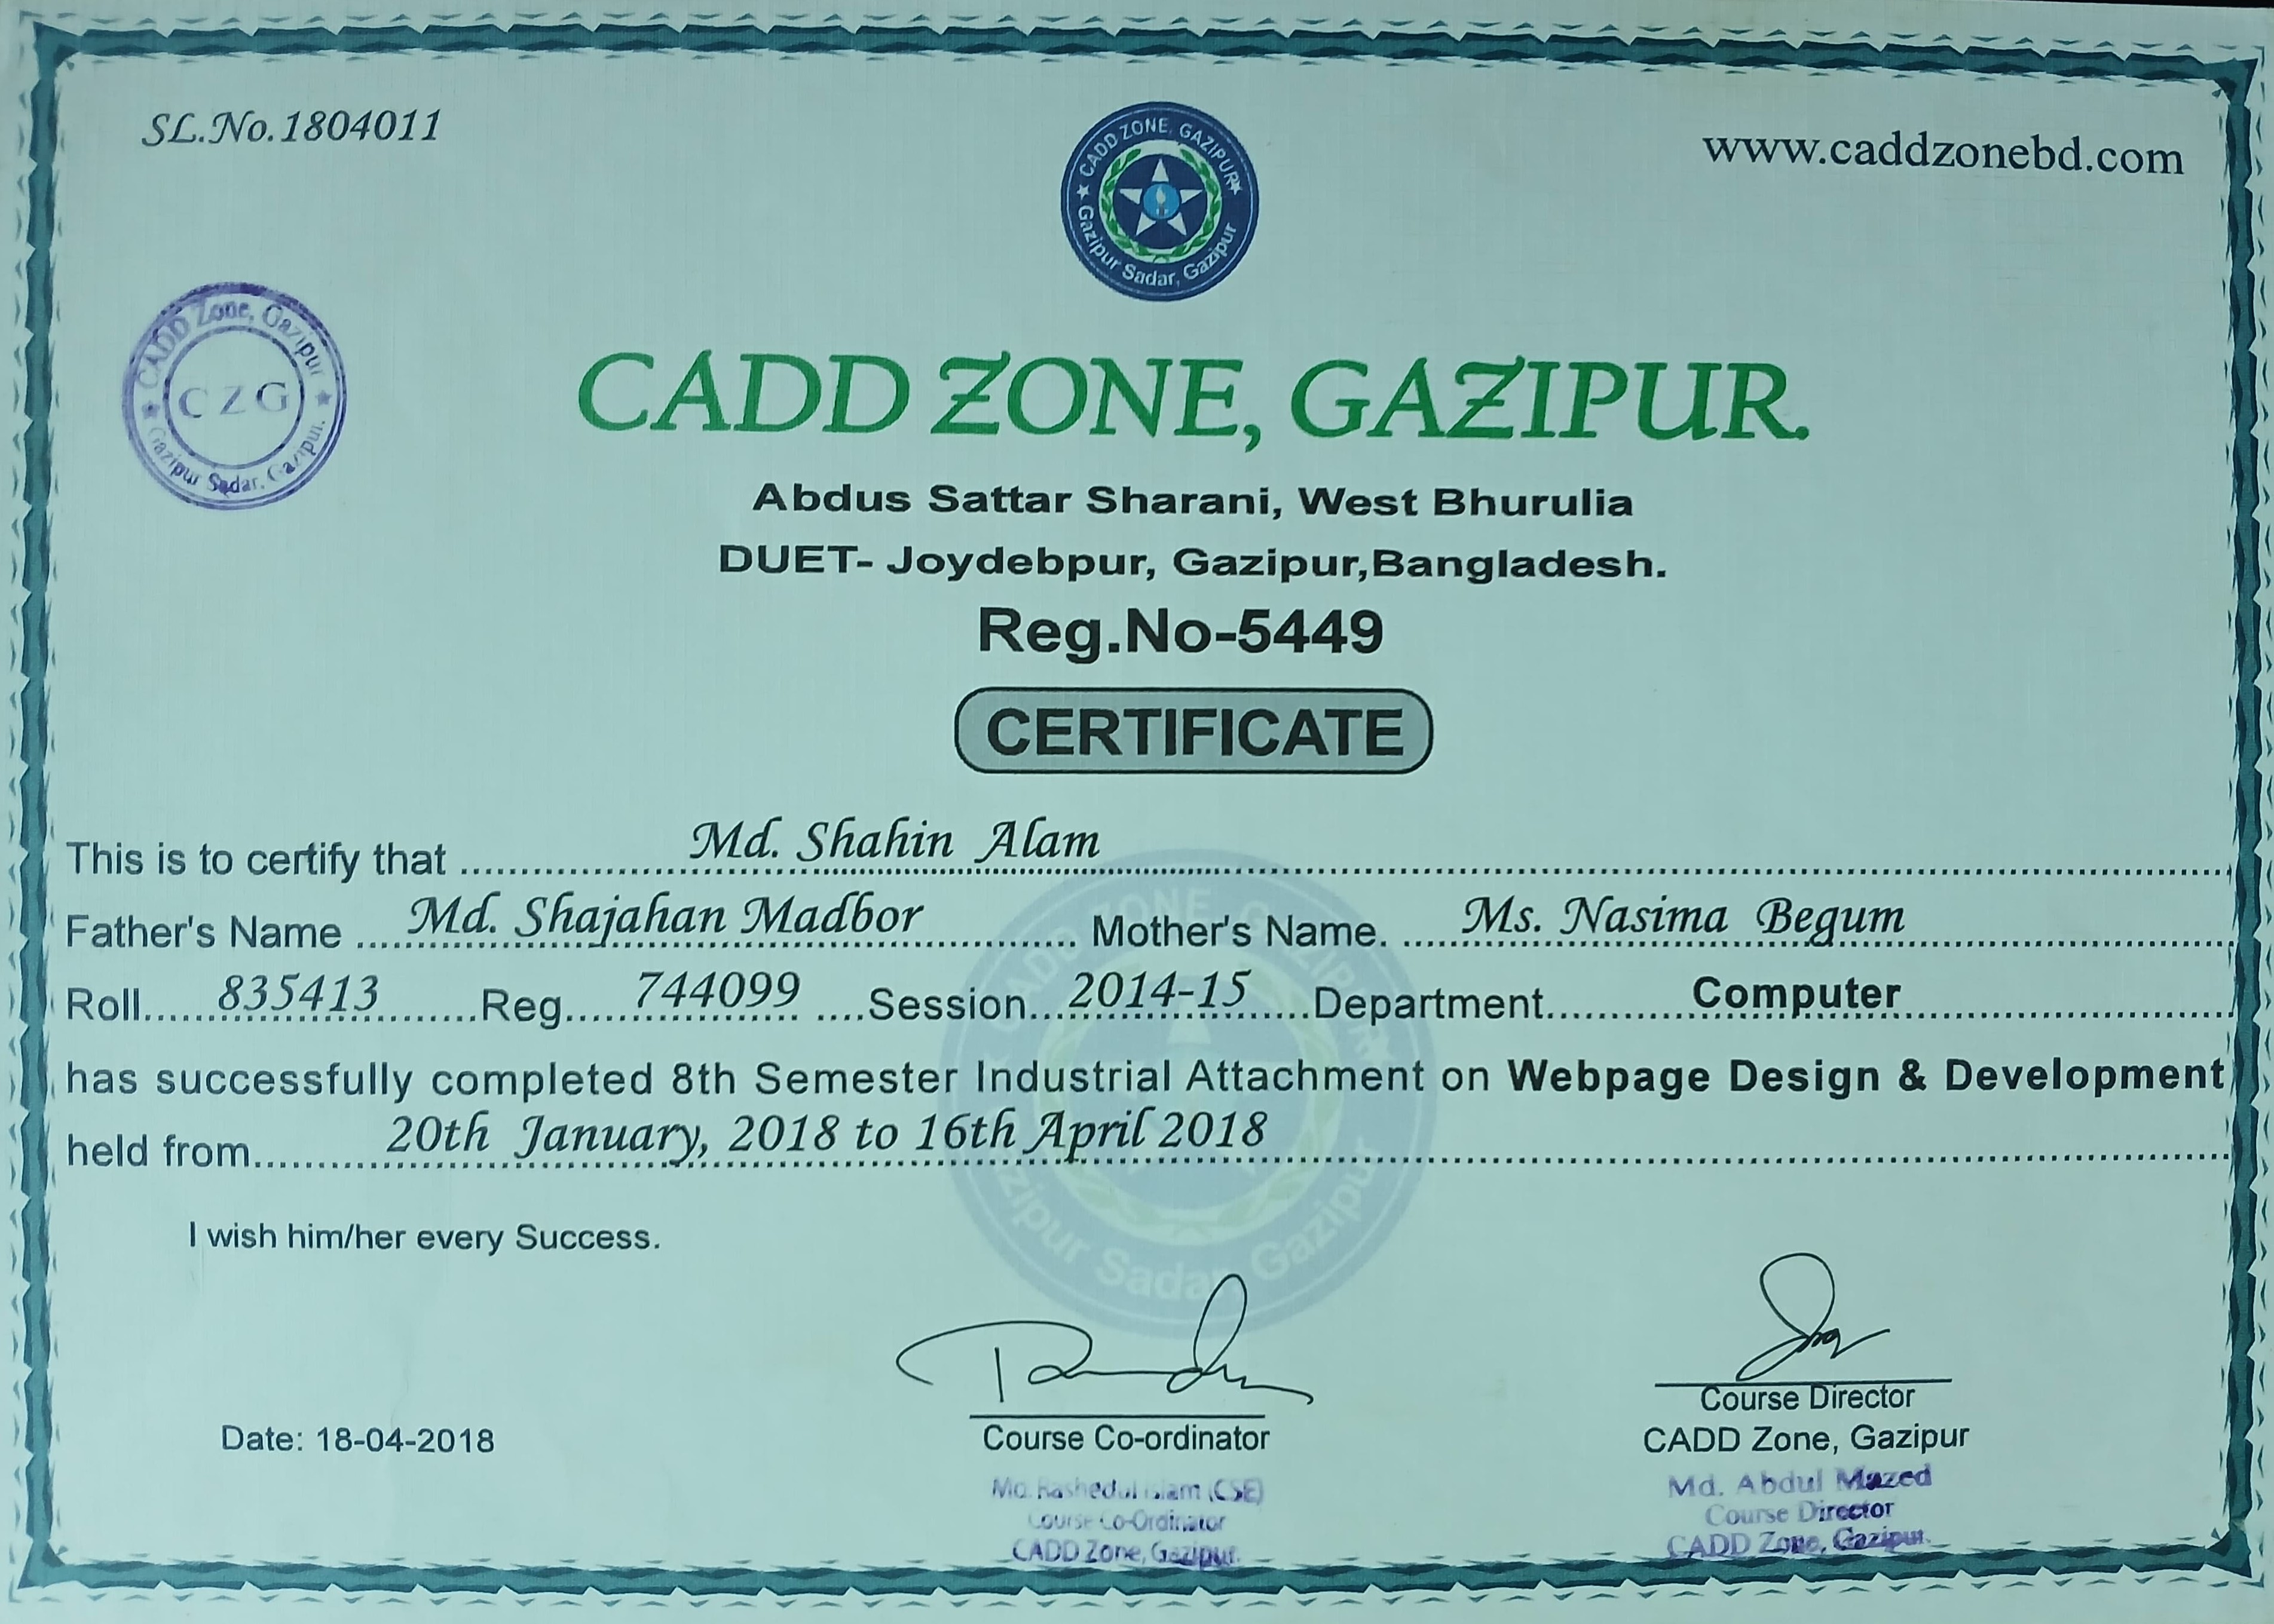 SL.No.1804011
CADD ZONE, GAZIPUR
Gazipur Sadar, Gazipur
www.caddzonebd.com
CADD Zone, Gazipur
CZG
Gazipur Sadar, Gazipur.
CADD ZONE, GAZIPUR.
Abdus Sattar Sharani, West Bhurulia
DUET- Joydebpur, Gazipur,Bangladesh.
Reg.No-5449
CERTIFICATE
This is to certify that Md. Shahin Alam
Father's Name Md. Shajahan Madbor Mother's Name. Ms. Nasima Begum
Roll 835413 Reg. 744099 Session 2014-15 Department Computer
has successfully completed 8th Semester Industrial Attachment on Webpage Design & Development
held from 20th January, 2018 to 16th April 2018
CADD ZONE, GAZIPUR
Gazipur Sadar, Gazipur
I wish him/her every Success.
Date: 18-04-2018
Course Co-ordinator
Md. Rashedul Islam (CSE)
Course Co-Ordinator
CADD Zone, Gazipur.
Course Director
CADD Zone, Gazipur
Md. Abdul Mazed
Course Director
CADD Zone, Gazipur.